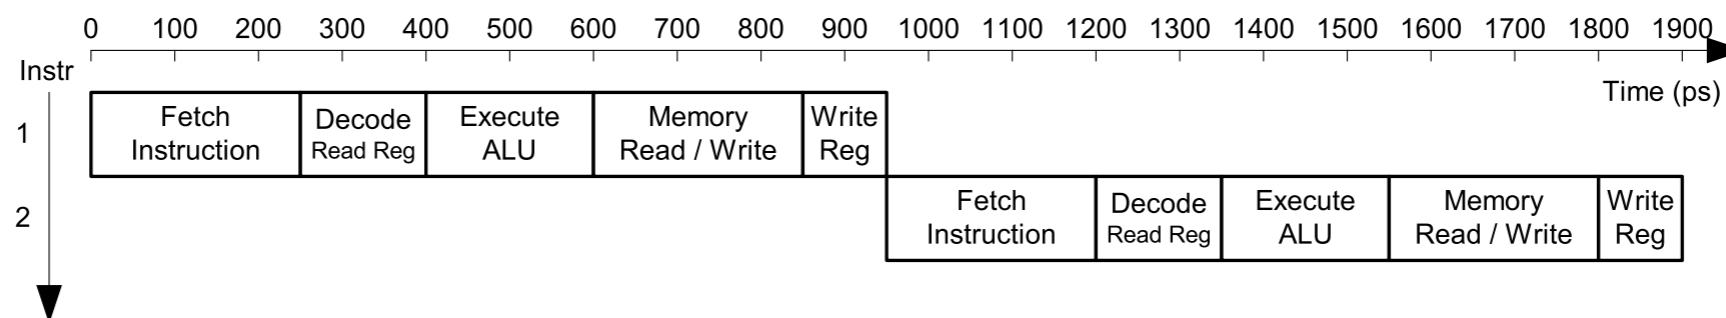 0 100 200 300 400 500 600 700 800 900 1000 1100 1200 1300 1400 1500 1600 1700 1800 1900
Instr
Time (ps)
1
Fetch
Instruction
Decode
Read Reg
Execute
ALU
Memory
Read / Write
Write
Reg
2
Fetch
Instruction
Decode
Read Reg
Execute
ALU
Memory
Read / Write
Write
Reg